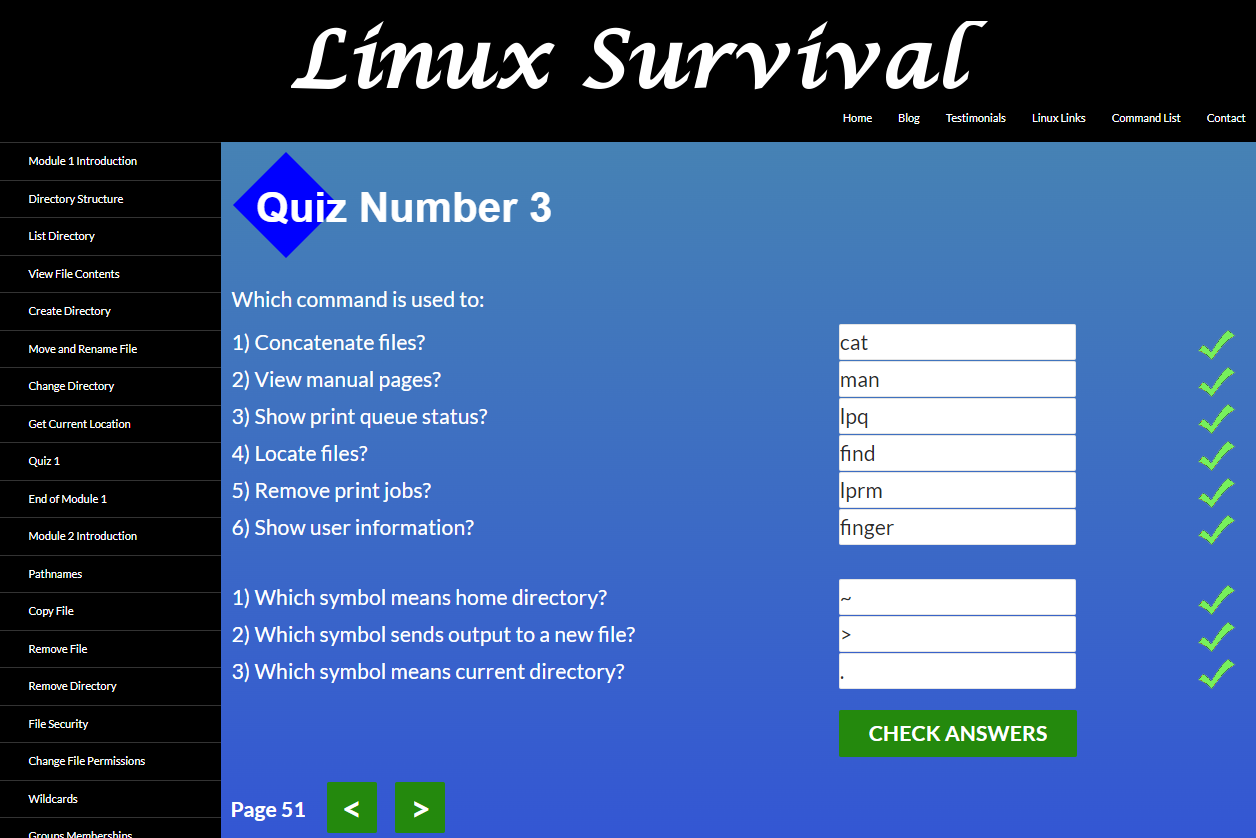 Linux Survival
Home Blog Testimonials Linux Links Command List Contact
Module 1 Introduction
Directory Structure
List Directory
View File Contents
Create Directory
Move and Rename File
Change Directory
Get Current Location
Quiz 1
End of Module 1
Module 2 Introduction
Pathnames
Copy File
Remove File
Remove Directory
File Security
Change File Permissions
Wildcards
Groups Memberships
Quiz Number 3
Which command is used to:
1) Concatenate files? cat
2) View manual pages? man
3) Show print queue status? lpq
4) Locate files? find
5) Remove print jobs? lprm
6) Show user information? finger
1) Which symbol means home directory? ~
2) Which symbol sends output to a new file? >
3) Which symbol means current directory? .
CHECK ANSWERS
Page 51 < >